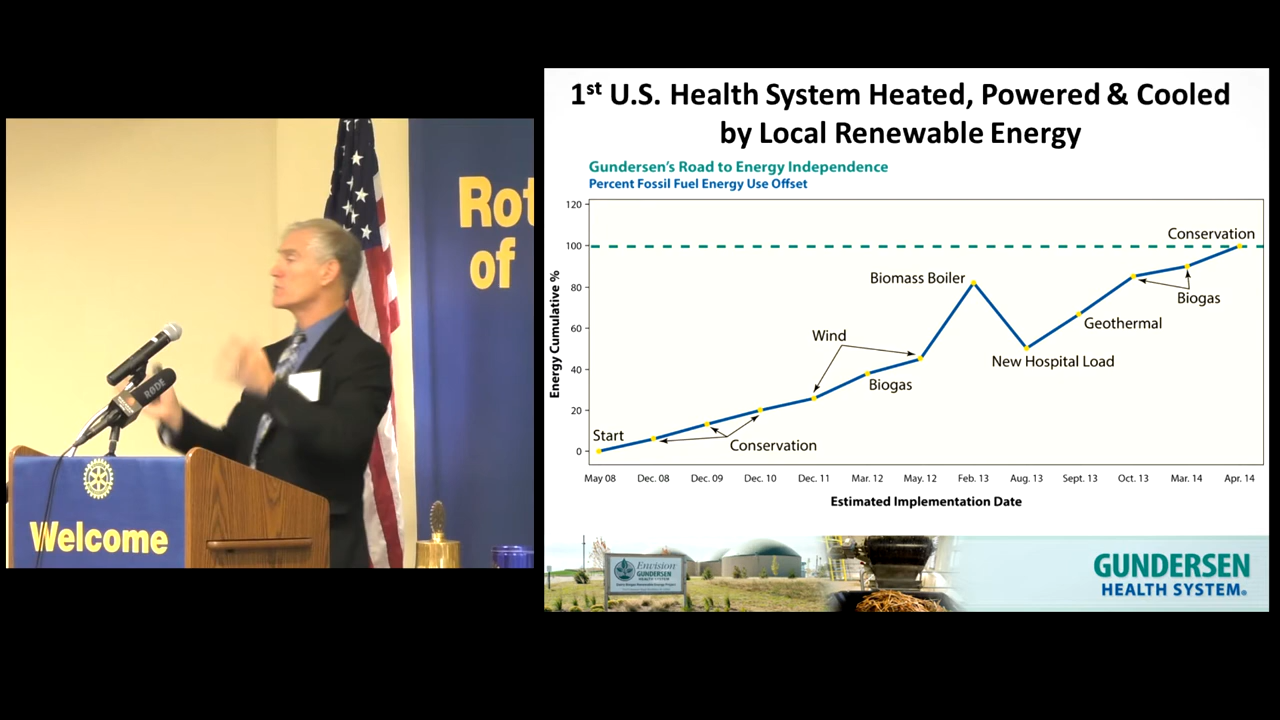 Rot
of
RODE
Welcome
1st U.S. Health System Heated, Powered & Cooled
by Local Renewable Energy
Gundersen's Road to Energy Independence
Percent Fossil Fuel Energy Use Offset
Energy Cumulative %
120
100
80
60
40
20
0
Start
Conservation
Wind
Biogas
Biomass Boiler
New Hospital Load
Geothermal
Biogas
Conservation
May 08
Dec. 08
Dec. 09
Dec. 10
Dec. 11
Mar. 12
May. 12
Feb. 13
Aug. 13
Sept. 13
Oct. 13
Mar. 14
Apr. 14
Estimated Implementation Date
Envision
GUNDERSEN
HEALTH SYSTEM
GUNDERSEN
HEALTH SYSTEM®